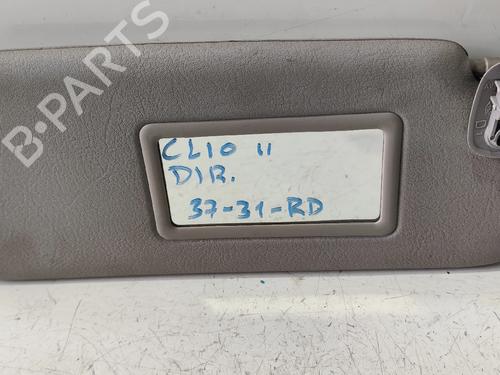 B-PARTS
CLIO II
DIR.
37-31-RD